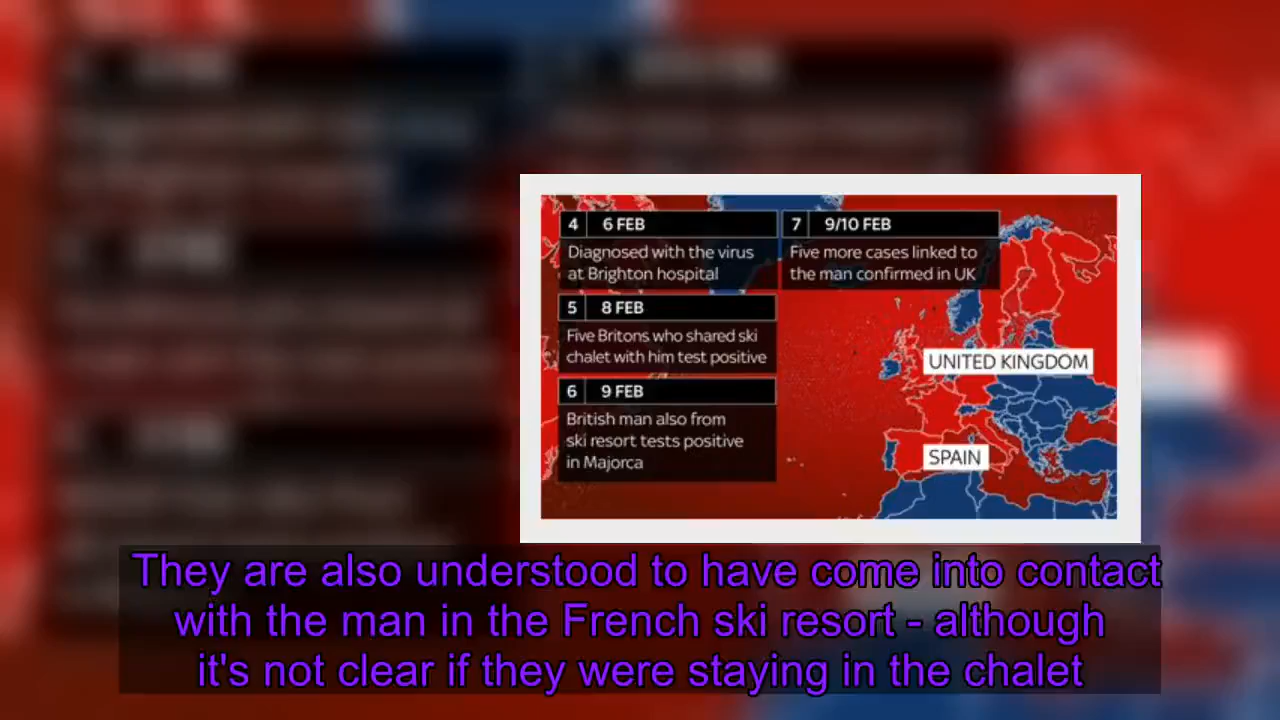 4 6 FEB
Diagnosed with the virus
at Brighton hospital
5 8 FEB
Five Britons who shared ski
chalet with him test positive
6 9 FEB
British man also from
ski resort tests positive
in Majorca
7 9/10 FEB
Five more cases linked to
the man confirmed in UK
UNITED KINGDOM
SPAIN
They are also understood to have come into contact
with the man in the French ski resort - although
it's not clear if they were staying in the chalet